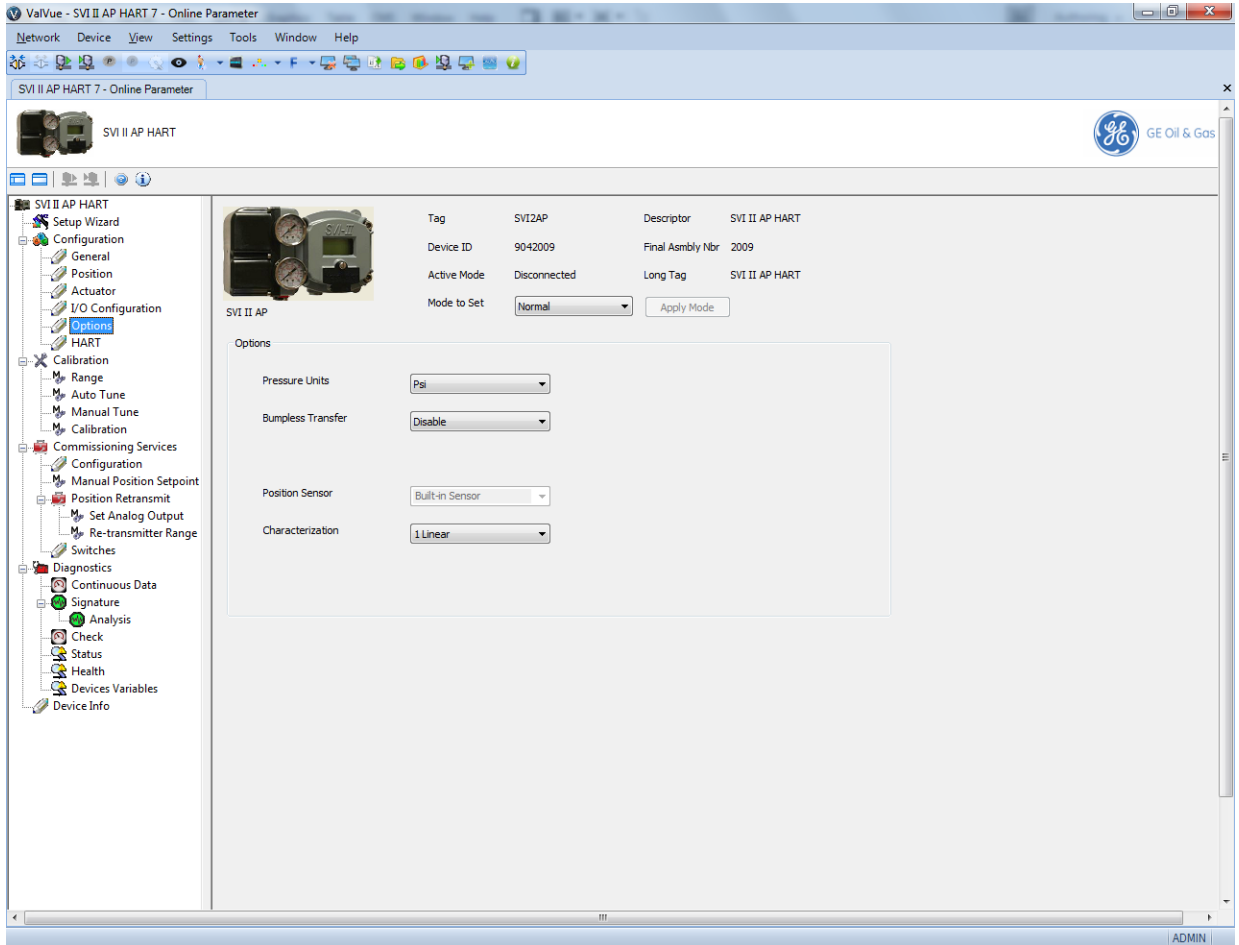 ValVue - SVI II AP HART 7 - Online Parameter
Network Device View Settings Tools Window Help
SVI II AP HART 7 - Online Parameter
SVI II AP HART
GE Oil & Gas
SVI II AP HART
Setup Wizard
Configuration
General
Position
Actuator
I/O Configuration
Options
HART
Calibration
Range
Auto Tune
Manual Tune
Calibration
Commissioning Services
Configuration
Manual Position Setpoint
Position Retransmit
Set Analog Output
Re-transmitter Range
Switches
Diagnostics
Continuous Data
Signature
Analysis
Check
Status
Health
Devices Variables
Device Info
SVI II AP
Tag SVI2AP Descriptor SVI II AP HART
Device ID 9042009 Final Asmbly Nbr 2009
Active Mode Disconnected Long Tag SVI II AP HART
Mode to Set Normal Apply Mode
Options
Pressure Units Psi
Bumpless Transfer Disable
Position Sensor Built-in Sensor
Characterization 1 Linear
ADMIN